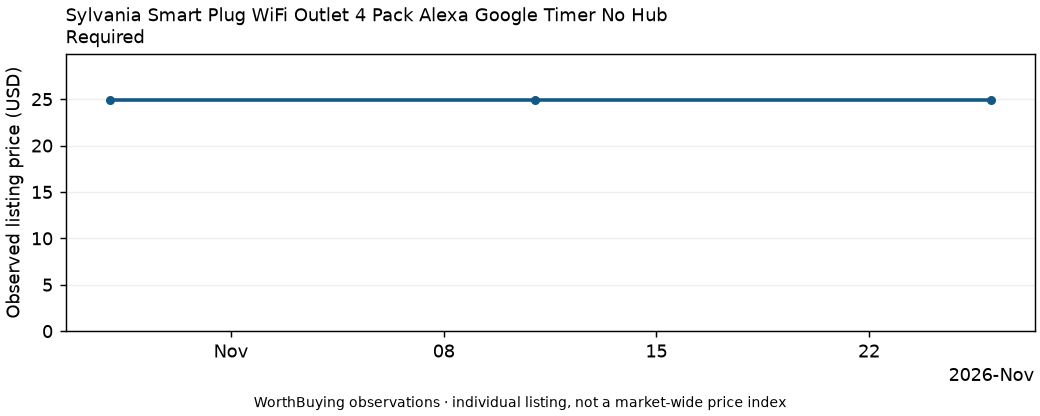 Sylvania Smart Plug WiFi Outlet 4 Pack Alexa Google Timer No Hub
Required
Observed listing price (USD)
25
20
15
10
5
0
Nov
08
15
22
2026-Nov
WorthBuying observations · individual listing, not a market-wide price index